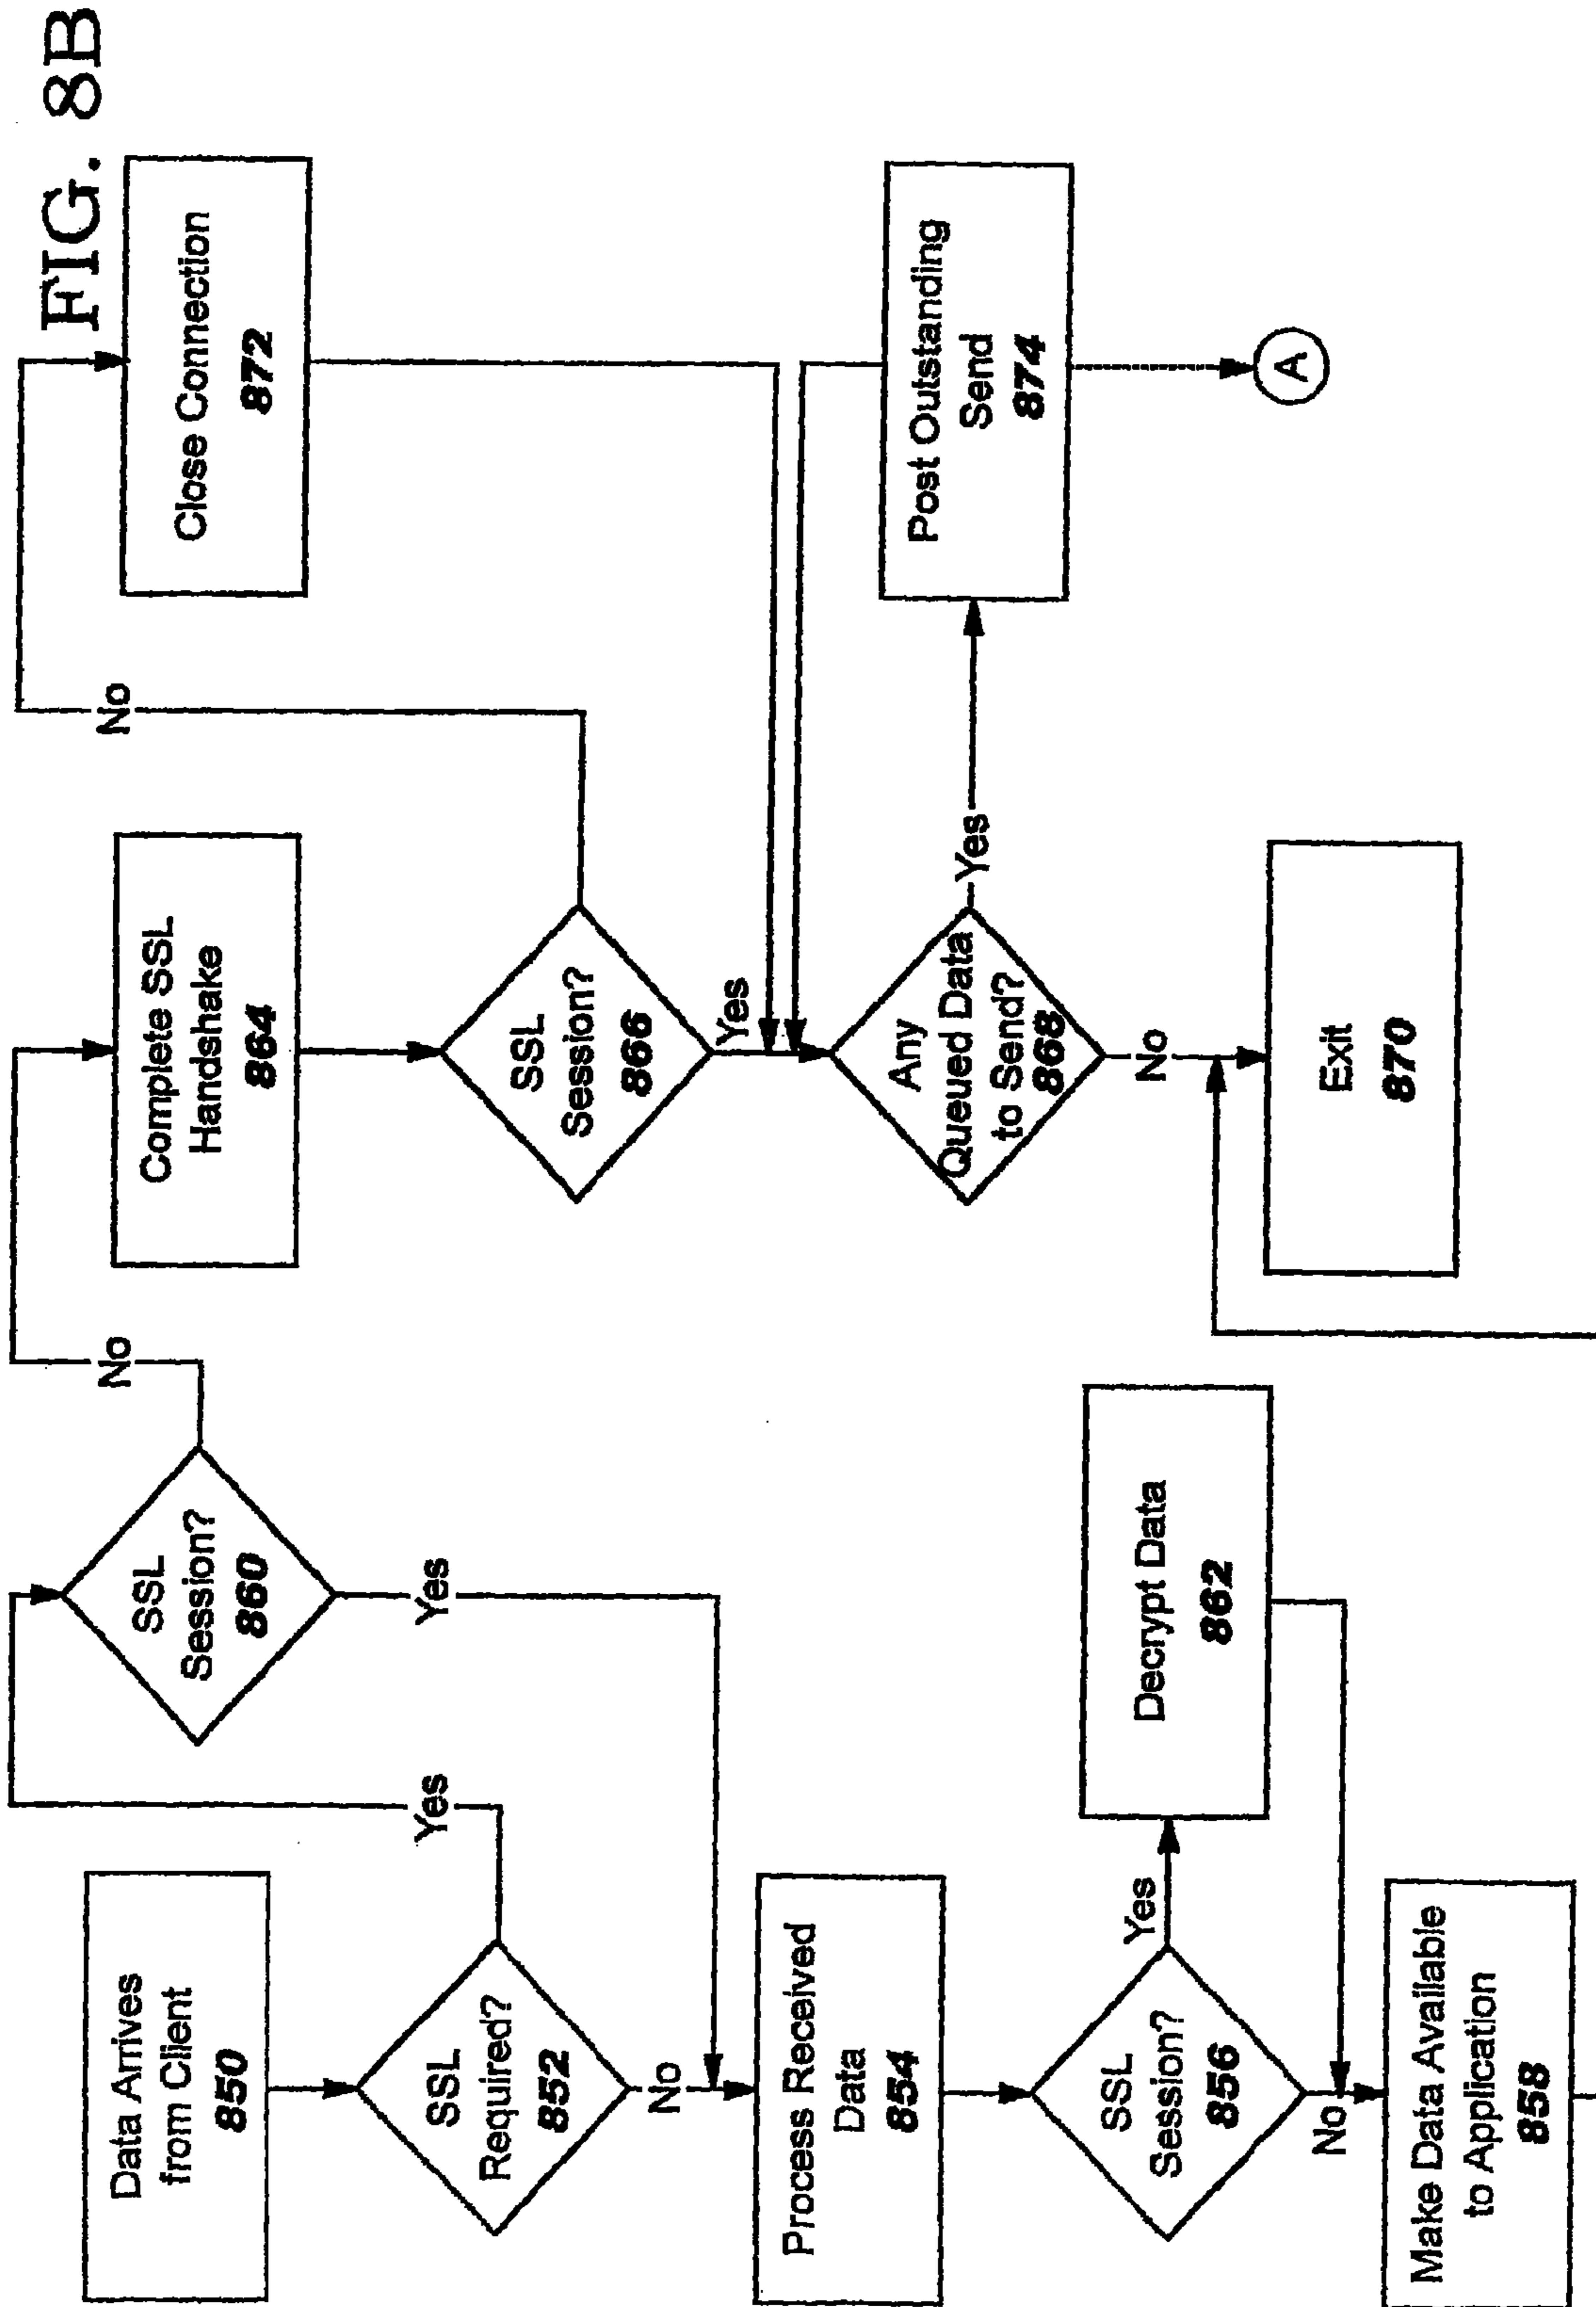 FIG. 8B
Data Arrives
from Client
850
SSL
Required?
852
Yes
No
Process Received
Data
854
SSL
Session?
856
Yes
No
Make Data Available
to Application
858
SSL
Session?
860
No
Yes
Decrypt Data
862
Complete SSL
Handshake
864
SSL
Session?
866
No
Yes
Any
Queued Data
to Send?
868
Yes
No
Exit
870
Close Connection
872
Post Outstanding
Send
874
A